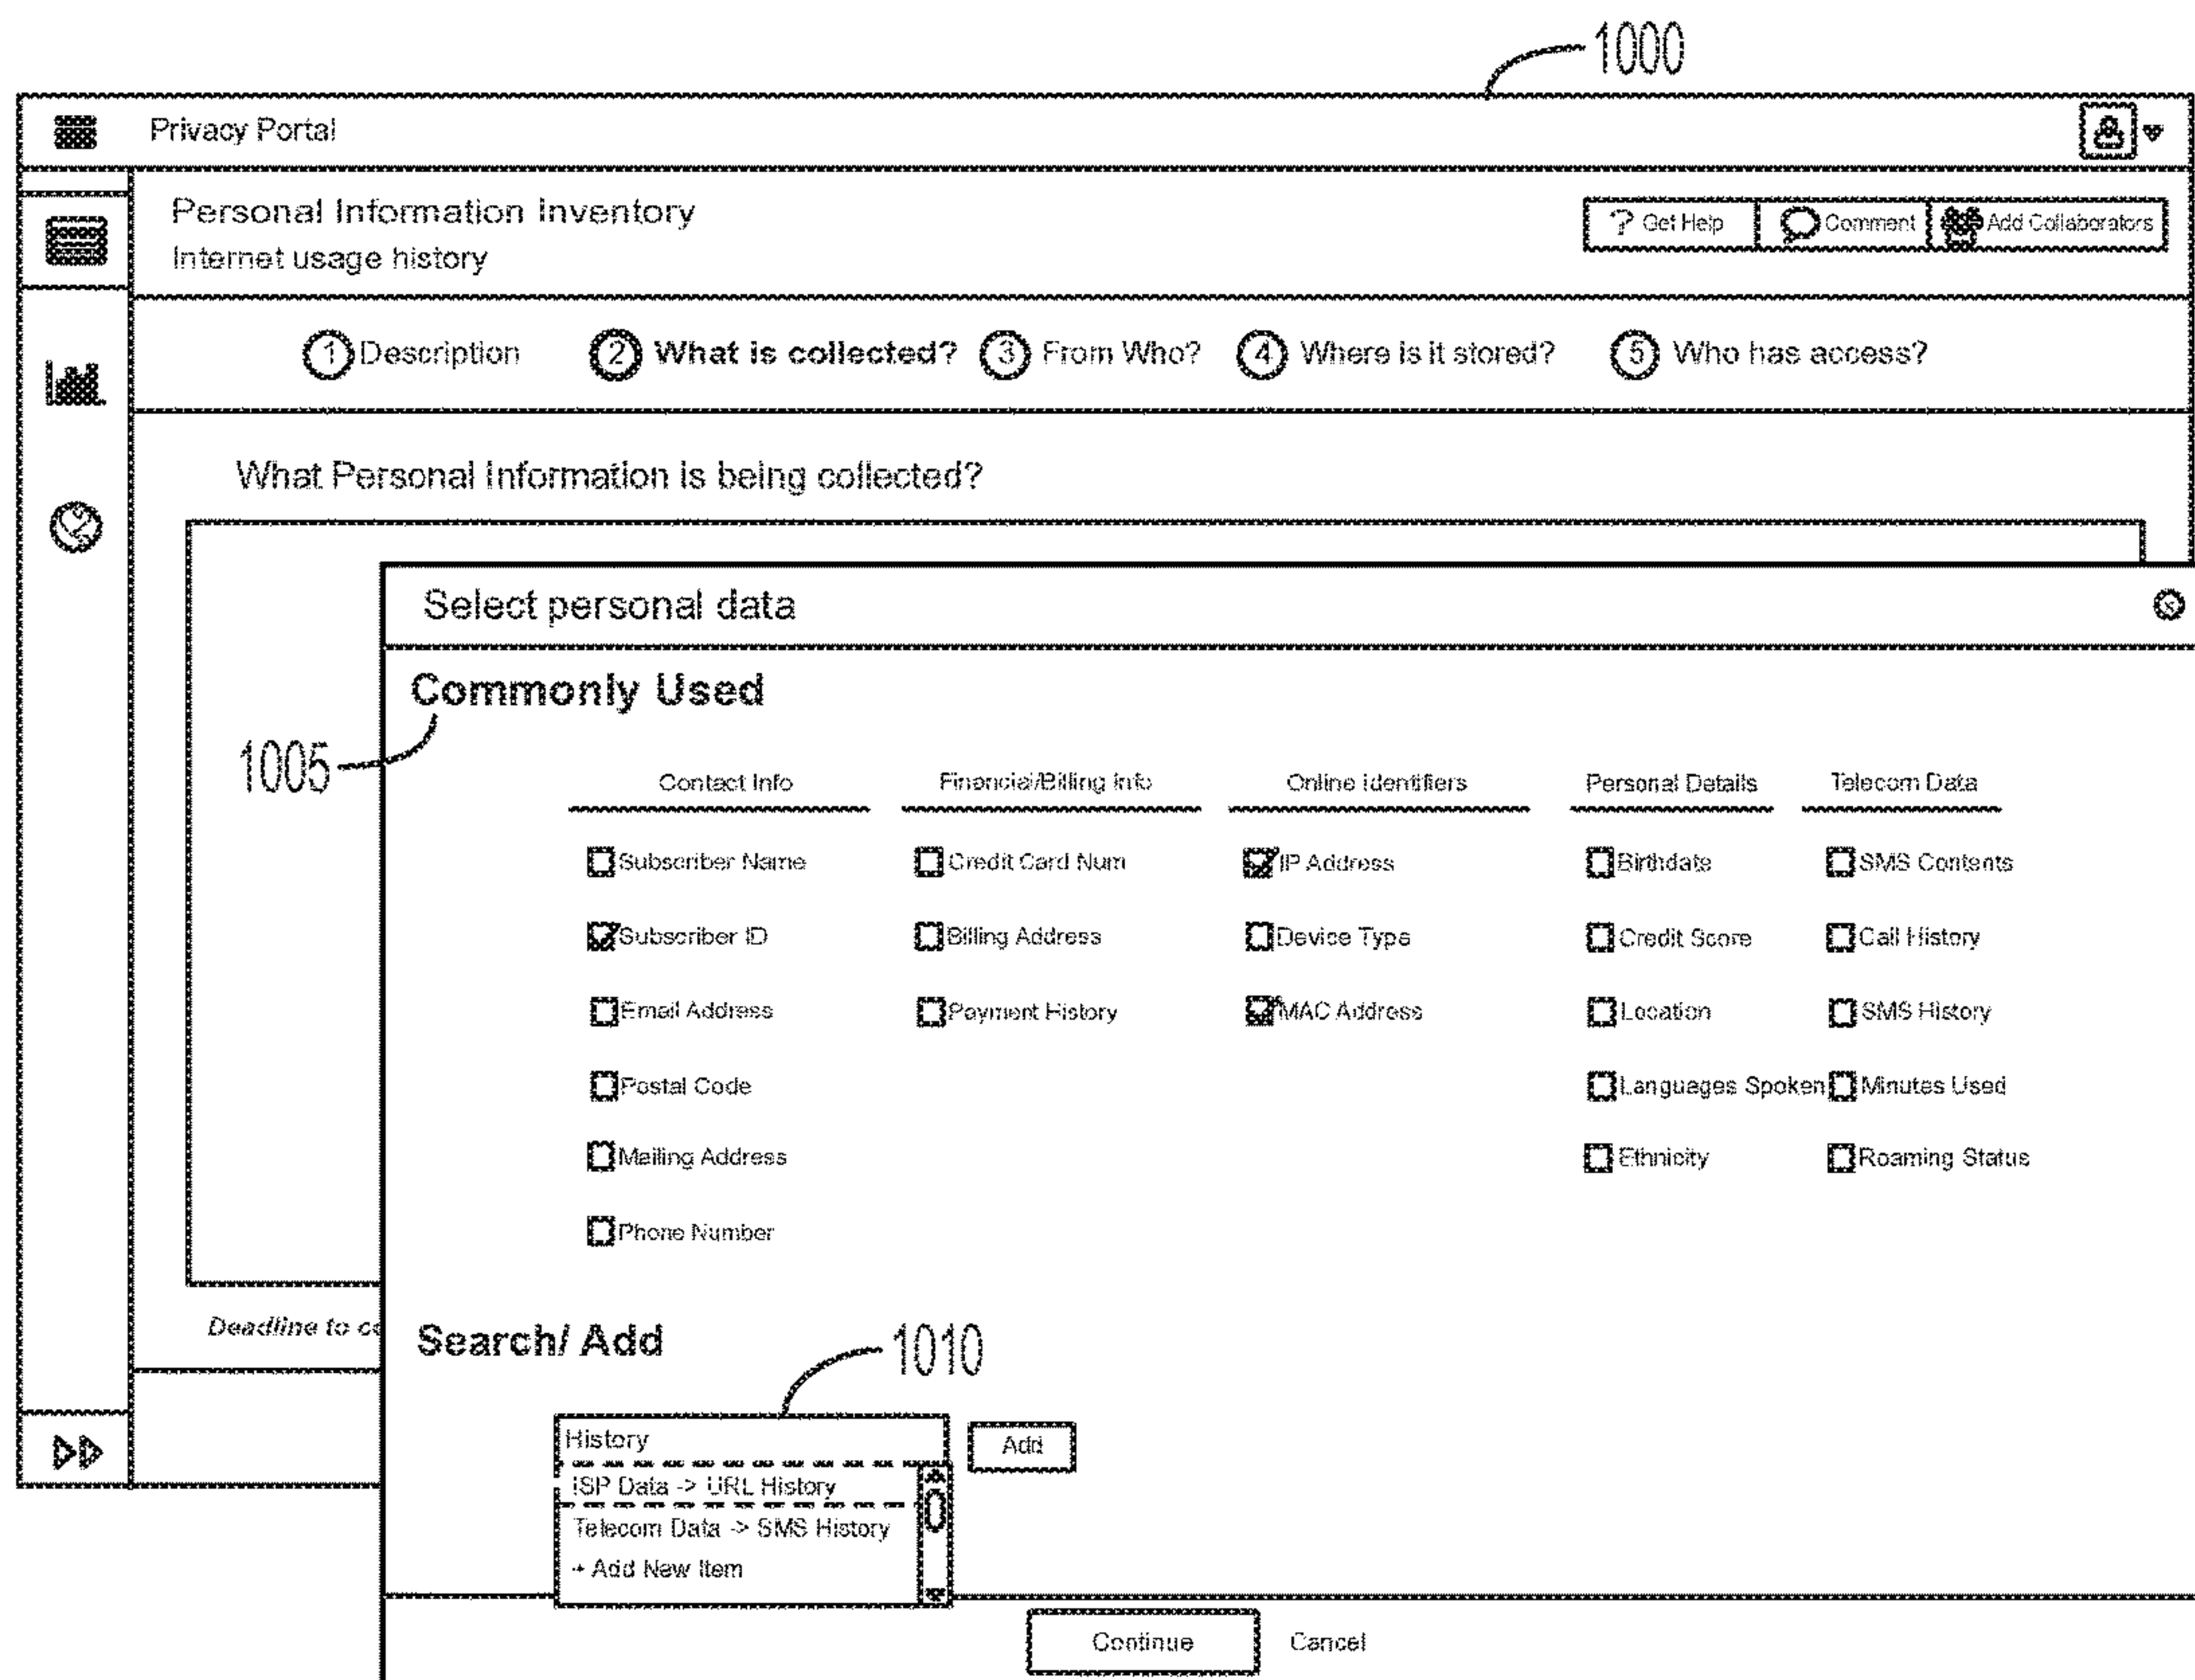 1000
Privacy Portal
Personal Information Inventory
Internet usage history
? Get Help Comment Add Collaborators
1 Description 2 What is collected? 3 From Who? 4 Where is it stored? 5 Who has access?
What Personal Information is being collected?
Select personal data
Commonly Used
1005
Contact Info Financial/Billing Info Online Identifiers Personal Details Telecom Data
Subscriber Name Credit Card Num IP Address Birthdate SMS Contents
Subscriber ID Billing Address Device Type Credit Score Call History
Email Address Payment History MAC Address Location SMS History
Postal Code Languages Spoken Minutes Used
Mailing Address Ethnicity Roaming Status
Phone Number
Deadline to co
Search/ Add
1010
History Add
ISP Data -> URL History
Telecom Data -> SMS History
+ Add New Item
Continue Cancel